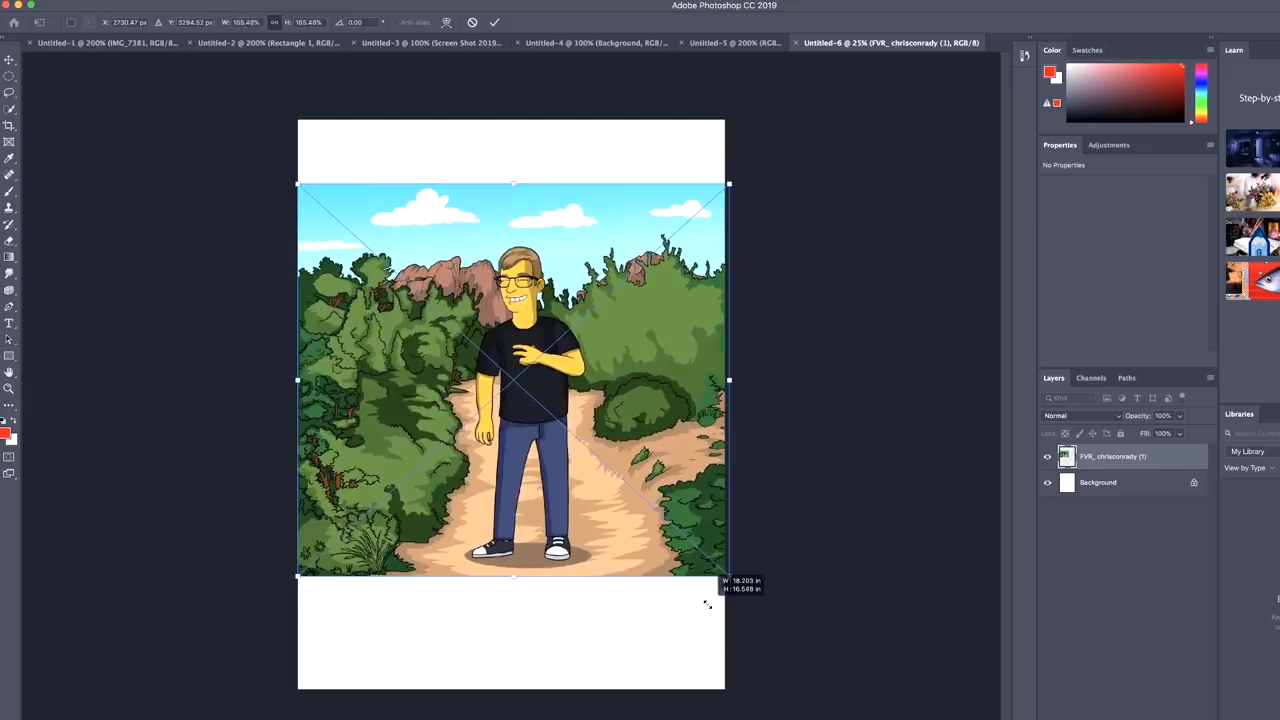 Adobe Photoshop CC 2019
X: 2730.47 px Y: 3294.52 px W: 165.48% H: 165.48% 0.00 Anti-alias:
Untitled-1 @ 200% (IMG_7381, RGB/8... Untitled-2 @ 200% (Rectangle 1, RGB/... Untitled-3 @ 100% (Screen Shot 2019... Untitled-4 @ 100% (Background, RGB/... Untitled-5 @ 200% (RGB... Untitled-6 @ 25% (FVR_ chrisconrady (1), RGB/8)
Color Swatches
Learn
Step-by-st
Properties Adjustments
No Properties
Layers Channels Paths
Kind
Normal Opacity: 100%
Lock: Fill: 100%
FVR_ chrisconrady (1)
Background
Libraries
My Library
View by Type
W: 18.203 in
H: 16.548 in